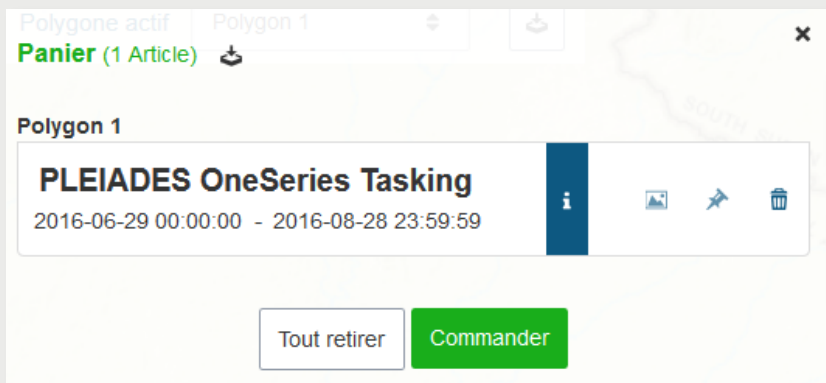 Polygone actif Polygon 1
Panier (1 Article)
SOUTH
Polygon 1
PLEIADES OneSeries Tasking
i
2016-06-29 00:00:00 - 2016-08-28 23:59:59
Tout retirer Commander